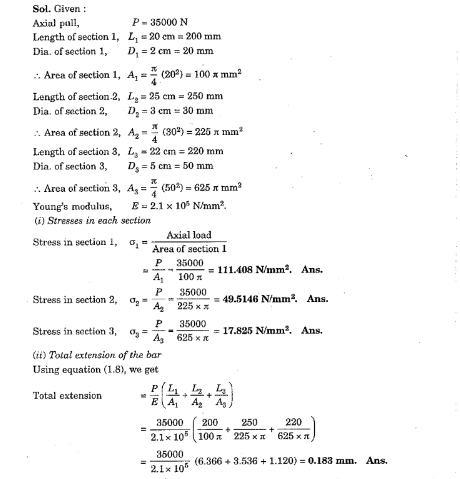 Sol. Given :
Axial pull, P = 35000 N
Length of section 1, L₁ = 20 cm = 200 mm
Dia. of section 1, D₁ = 2 cm = 20 mm
∴ Area of section 1, A₁ = π/4 (20²) = 100 π mm²
Length of section 2, L₂ = 25 cm = 250 mm
Dia. of section 2, D₂ = 3 cm = 30 mm
∴ Area of section 2, A₂ = π/4 (30²) = 225 π mm²
Length of section 3, L₃ = 22 cm = 220 mm
Dia. of section 3, D₃ = 5 cm = 50 mm
∴ Area of section 3, A₃ = π/4 (50²) = 625 π mm²
Young's modulus, E = 2.1 × 10⁵ N/mm².
(i) Stresses in each section
Stress in section 1, σ₁ = Axial load / Area of section 1
= P/A₁ = 35000/100 π = 111.408 N/mm². Ans.
Stress in section 2, σ₂ = P/A₂ = 35000/225 × π = 49.5146 N/mm². Ans.
Stress in section 3, σ₃ = P/A₃ = 35000/625 × π = 17.825 N/mm². Ans.
(ii) Total extension of the bar
Using equation (1.8), we get
Total extension = P/E (L₁/A₁ + L₂/A₂ + L₃/A₃)
= 35000/2.1 × 10⁵ (200/100 π + 250/225 × π + 220/625 × π)
= 35000/2.1 × 10⁵ (6.366 + 3.536 + 1.120) = 0.183 mm. Ans.